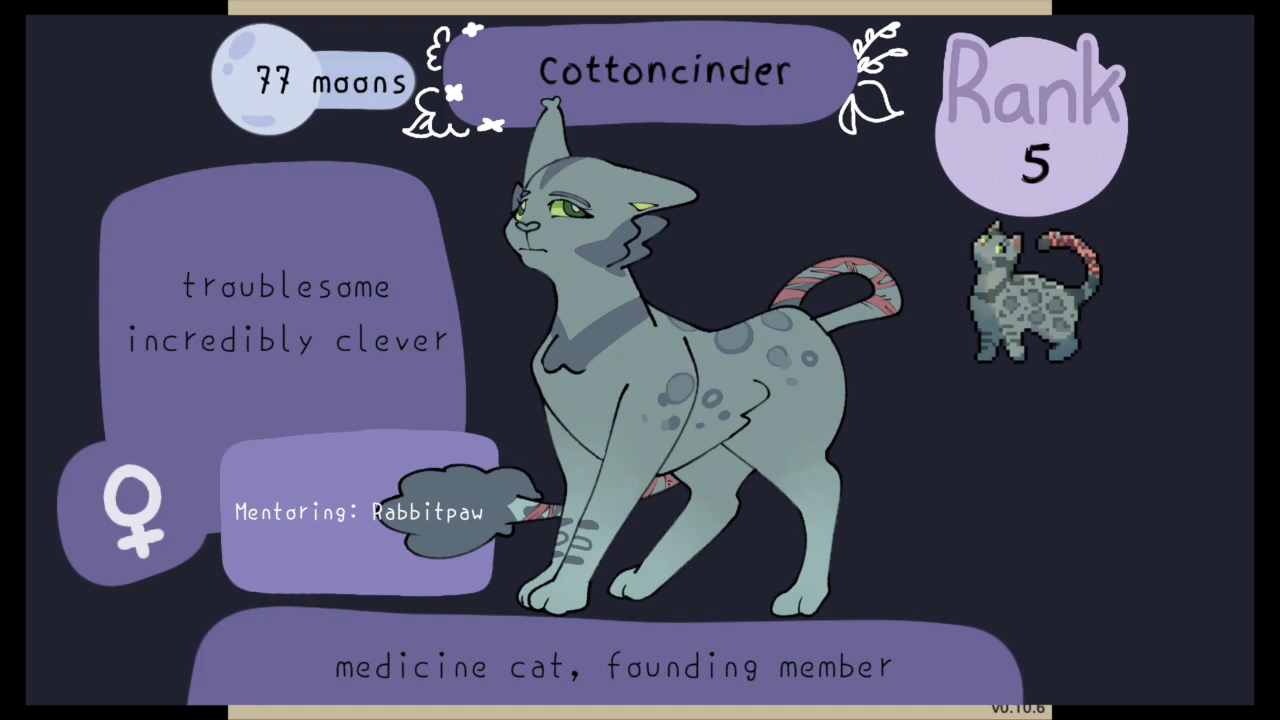 77 moons
Cottoncinder
Rank
5
troublesome
incredibly clever
Mentoring: Rabbitpaw
medicine cat, founding member
v0.10.6